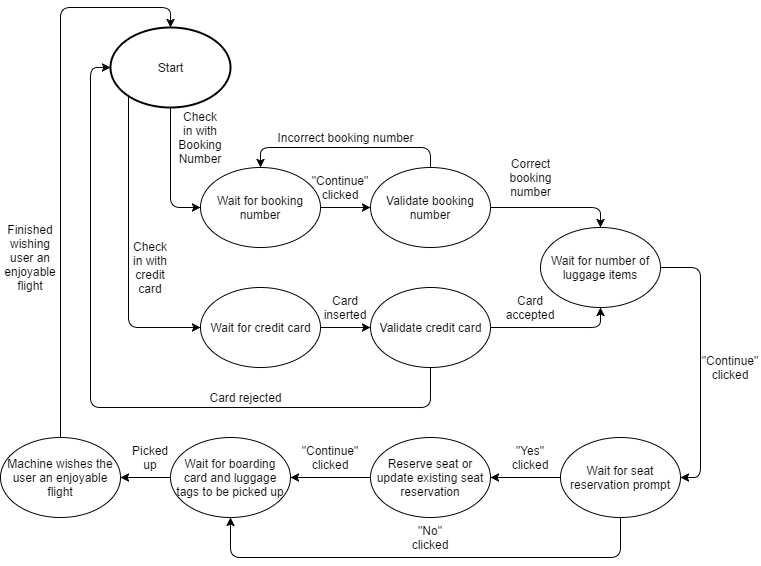 Start
Check
in with
Booking
Number
Incorrect booking number
"Continue"
clicked
Correct
booking
number
Wait for booking
number
Validate booking
number
Finished
wishing
user an
enjoyable
flight
Check
in with
credit
card
Wait for number of
luggage items
Wait for credit card
Card
inserted
Validate credit card
Card
accepted
"Continue"
clicked
Card rejected
Machine wishes the
user an enjoyable
flight
Picked
up
Wait for boarding
card and luggage
tags to be picked up
"Continue"
clicked
Reserve seat or
update existing seat
reservation
"Yes"
clicked
Wait for seat
reservation prompt
"No"
clicked